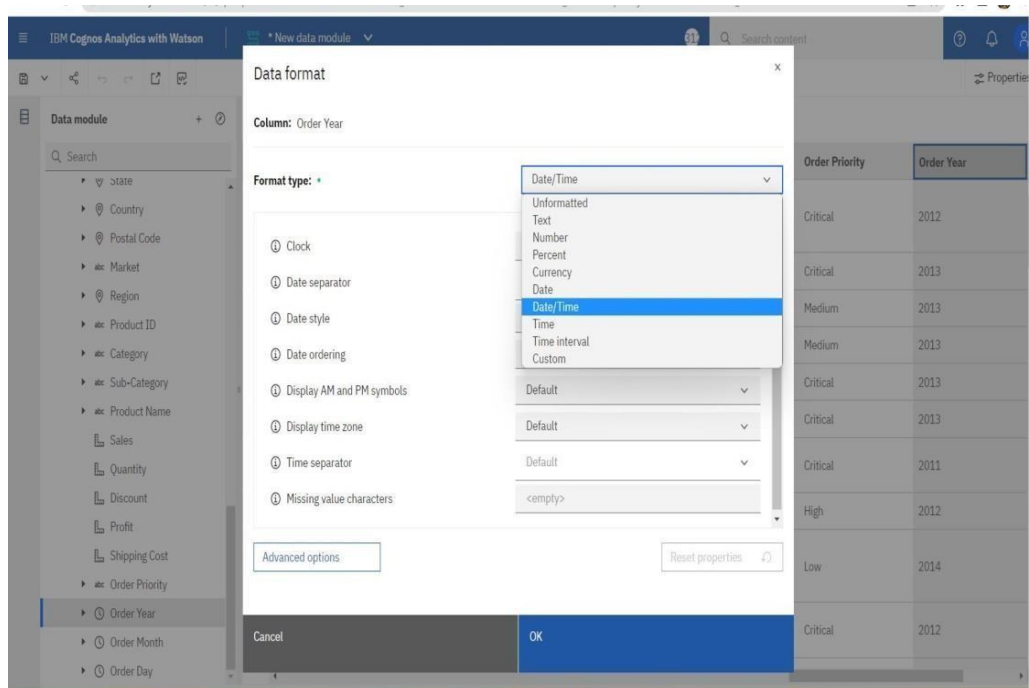 IBM Cognos Analytics with Watson
* New data module
Search content
Properties
Data module
Search
State
Country
Postal Code
abc Market
Region
abc Product ID
abc Category
abc Sub-Category
abc Product Name
Sales
Quantity
Discount
Profit
Shipping Cost
abc Order Priority
Order Year
Order Month
Order Day
Data format
x
Column: Order Year
Format type: *
Date/Time
Unformatted
Text
Number
Percent
Currency
Date
Date/Time
Time
Time interval
Custom
Clock
Date separator
Date style
Date ordering
Display AM and PM symbols Default
Display time zone Default
Time separator Default
Missing value characters <empty>
Advanced options
Reset properties
Cancel
OK
Order Priority Order Year
Critical 2012
Critical 2013
Medium 2013
Medium 2013
Critical 2013
Critical 2013
Critical 2011
High 2012
Low 2014
Critical 2012